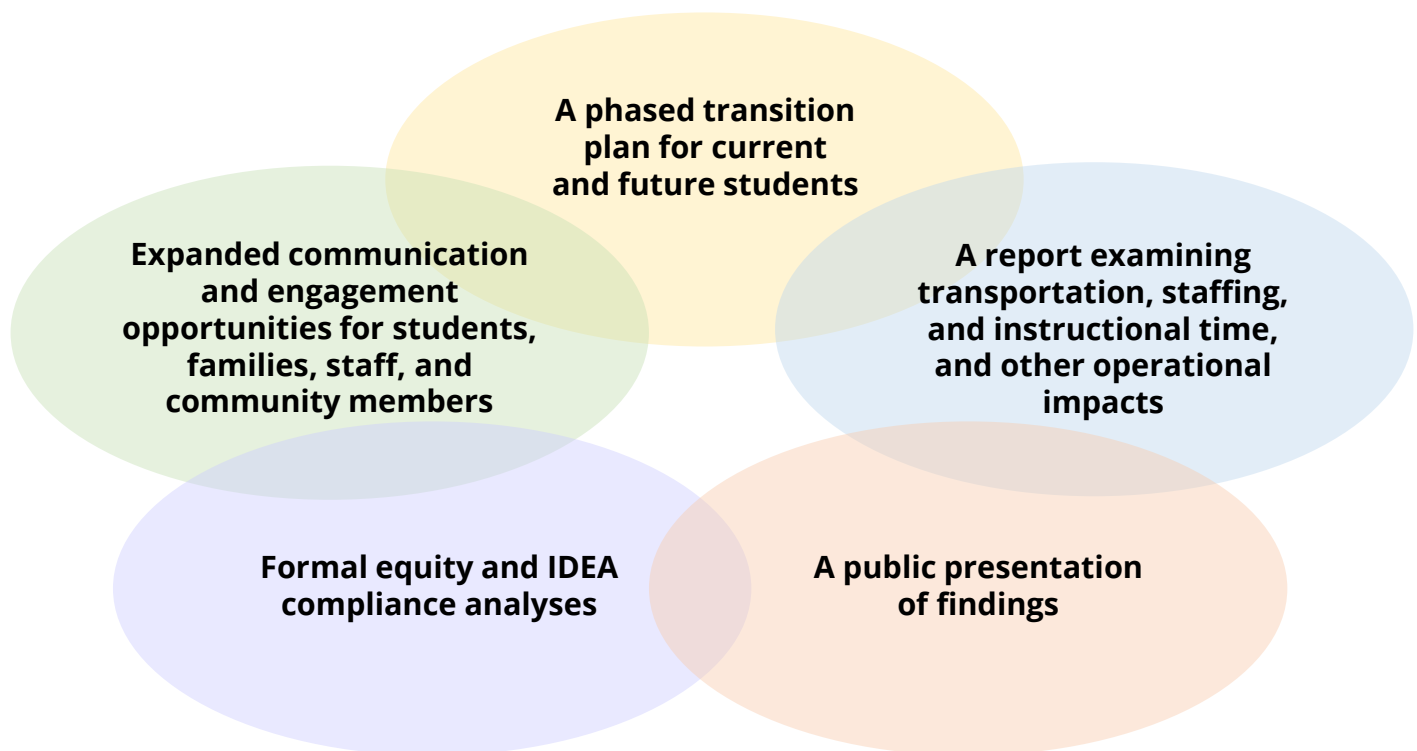 A phased transition
plan for current
and future students
Expanded communication
and engagement
opportunities for students,
families, staff, and
community members
A report examining
transportation, staffing,
and instructional time,
and other operational
impacts
Formal equity and IDEA
compliance analyses
A public presentation
of findings